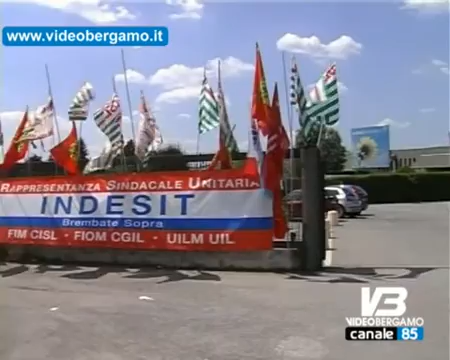 www.videobergamo.it
RAPPRESENTANZA SINDACALE UNITARIA
INDESIT
Brembate Sopra
FIM CISL - FIOM CGIL - UILM UIL
VB
VIDEOBERGAMO
canale 85